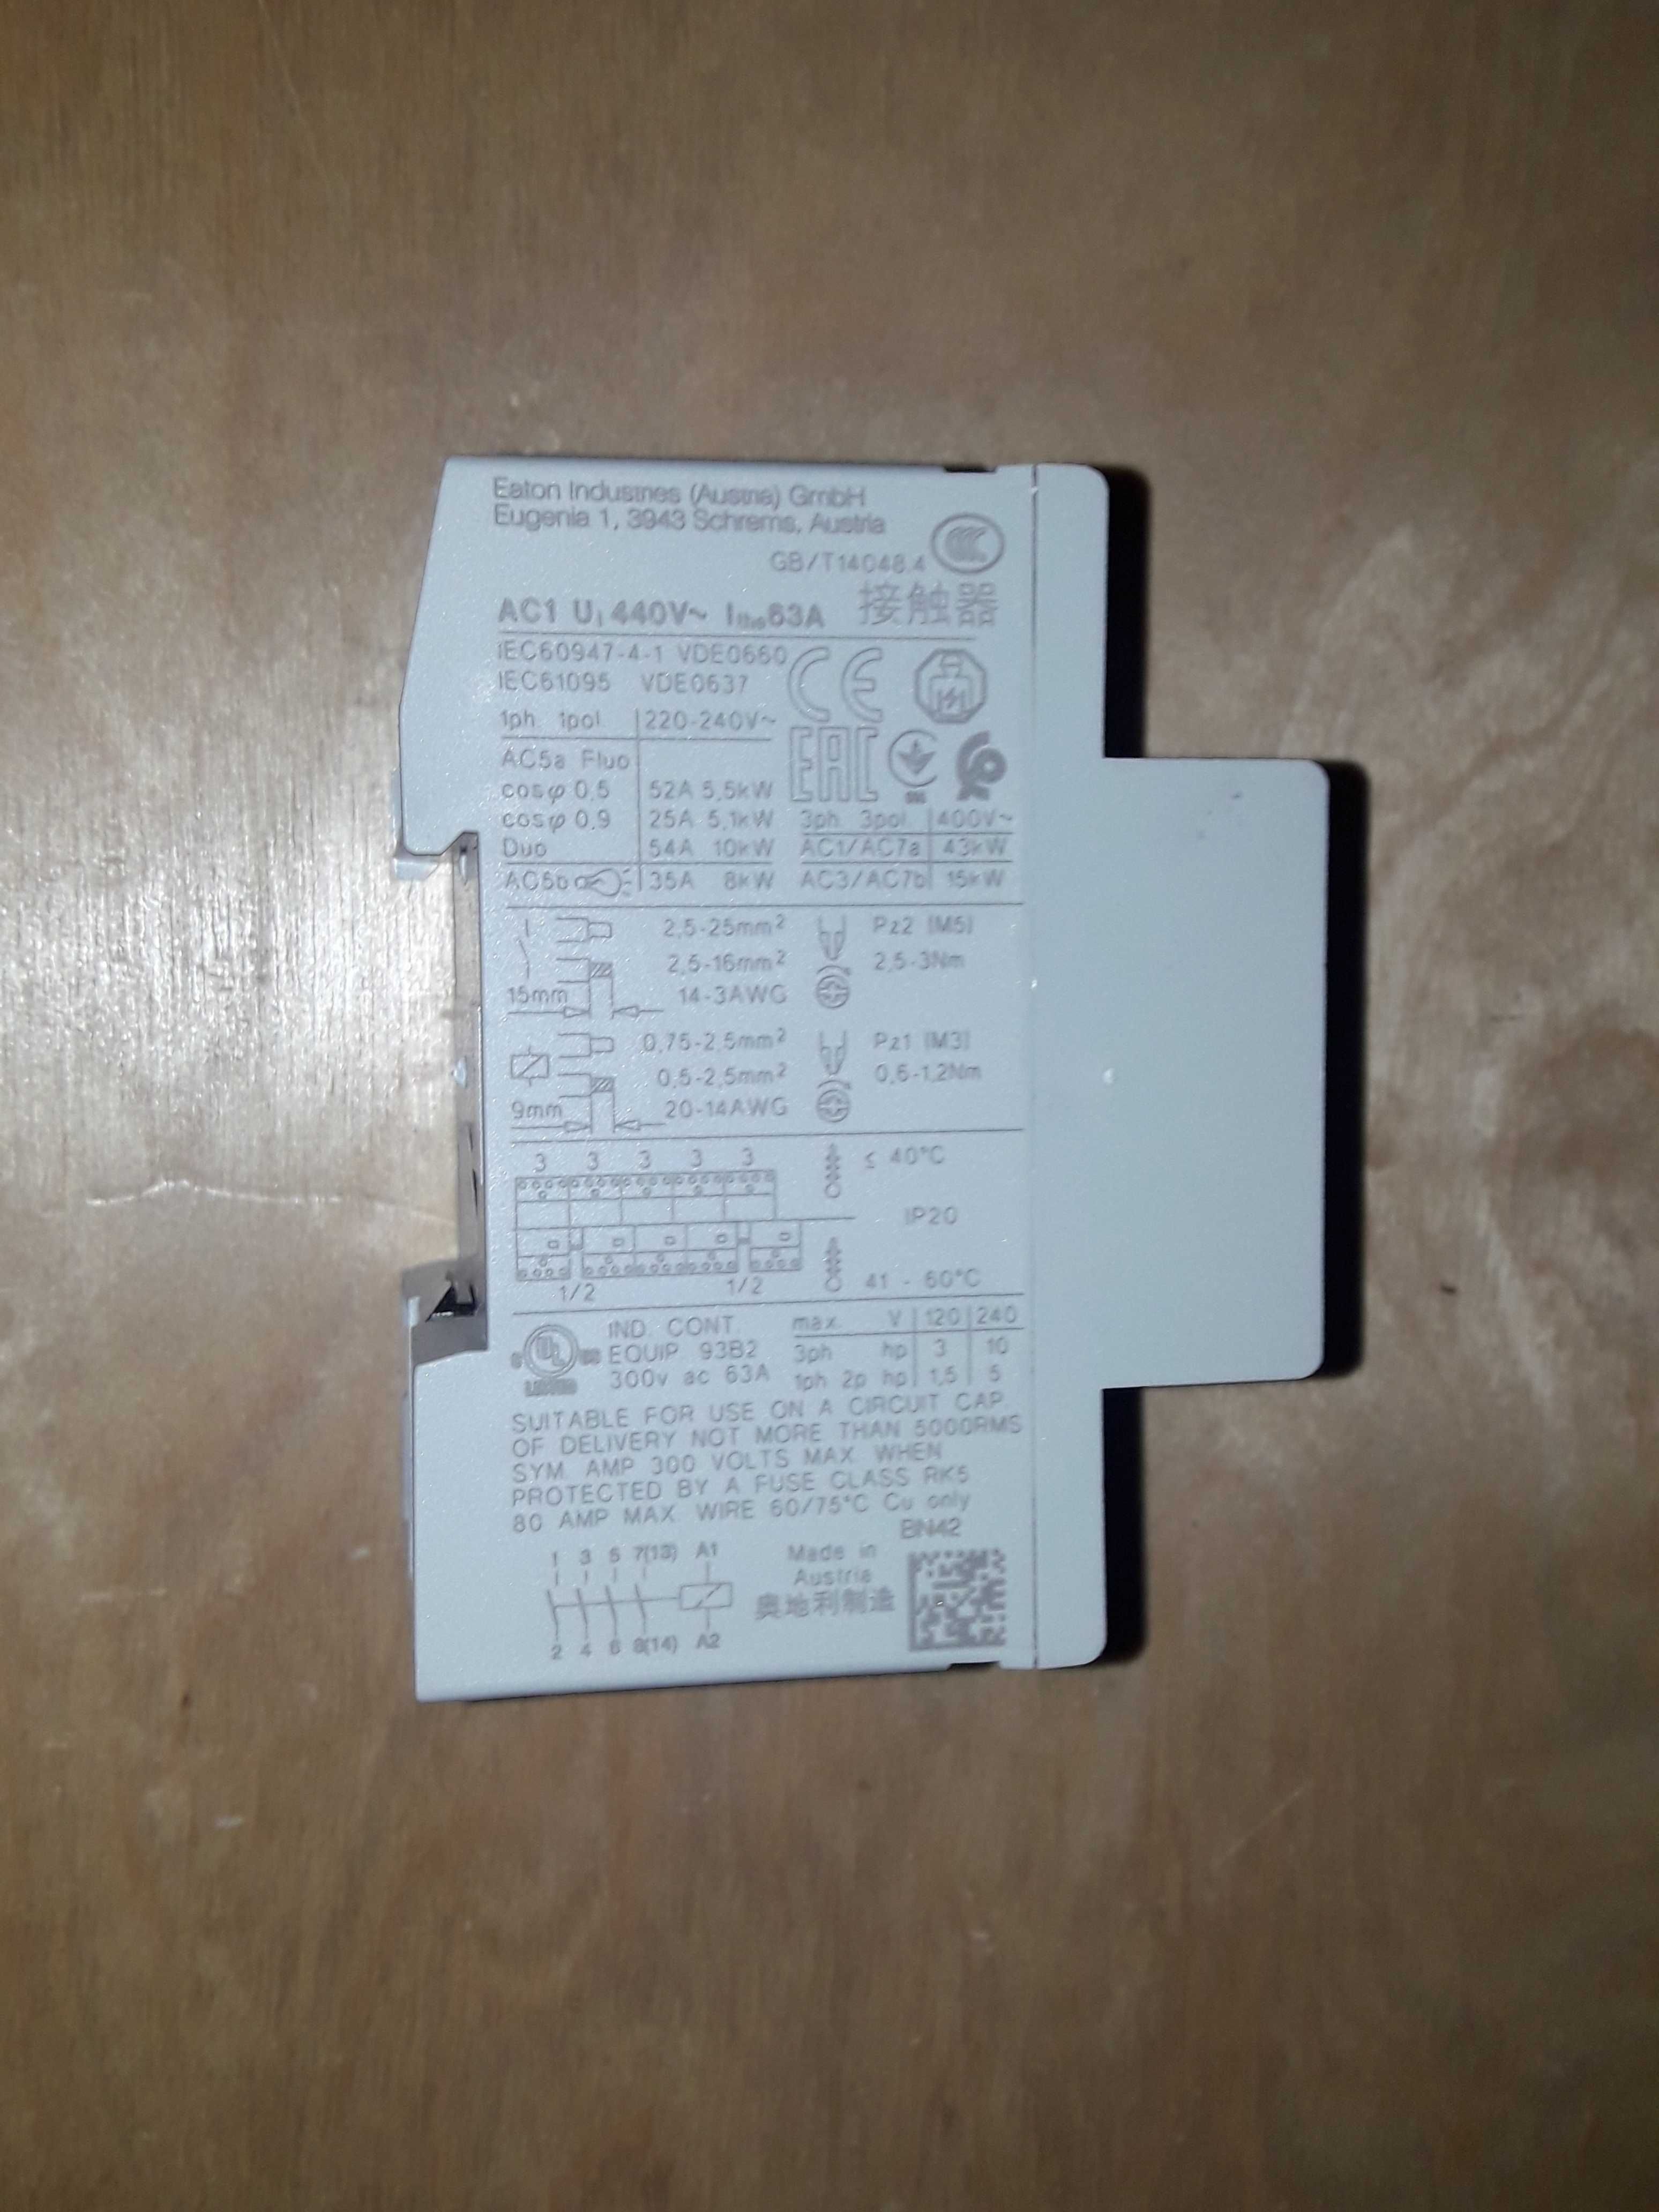 Eaton Industries (Austria) GmbH
Eugenia 1, 3943 Schrems, Austria
GB/T14048.4
AC1 Ui 440V~ Ithe63A 接触器
IEC60947-4-1 VDE0660
IEC61095 VDE0637
CE
EAC
1ph 1pol 220-240V~
AC5a Fluo
cosφ 0,5 52A 5,5kW
cosφ 0,9 25A 5,1kW
Duo 54A 10kW
AC5b 35A 8kW
3ph 3pol 400V~
AC1/AC7a 43kW
AC3/AC7b 15kW
2,5-25mm² Pz2 (M5)
2,5-16mm² 2,5-3Nm
15mm 14-3AWG
0,75-2,5mm² Pz1 (M3)
0,5-2,5mm² 0,6-1,2Nm
9mm 20-14AWG
3 3 3 3 3 ≤ 40°C
IP20
1/2 1/2 41 - 60°C
C UL US
LISTED
IND. CONT.
EQUIP. 93B2
300v ac 63A
max. V 120 240
3ph hp 3 10
1ph 2p hp 1,5 5
SUITABLE FOR USE ON A CIRCUIT CAP.
OF DELIVERY NOT MORE THAN 5000RMS
SYM. AMP 300 VOLTS MAX. WHEN
PROTECTED BY A FUSE CLASS RK5
80 AMP MAX. WIRE 60/75°C Cu only
BN42
1 3 5 7(13) A1
2 4 6 8(14) A2
Made in
Austria
奥地利制造